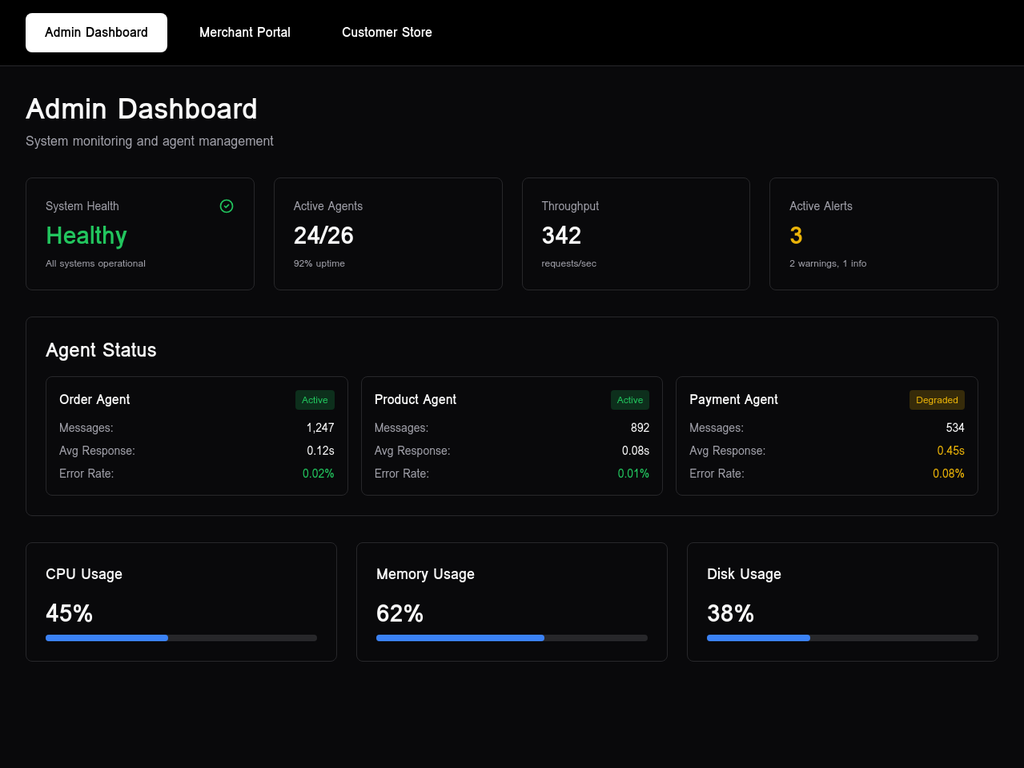 Admin Dashboard
Merchant Portal
Customer Store
Admin Dashboard
System monitoring and agent management
System Health
Healthy
All systems operational
Active Agents
24/26
92% uptime
Throughput
342
requests/sec
Active Alerts
3
2 warnings, 1 info
Agent Status
Order Agent
Active
Messages: 1,247
Avg Response: 0.12s
Error Rate: 0.02%
Product Agent
Active
Messages: 892
Avg Response: 0.08s
Error Rate: 0.01%
Payment Agent
Degraded
Messages: 534
Avg Response: 0.45s
Error Rate: 0.08%
CPU Usage
45%
Memory Usage
62%
Disk Usage
38%